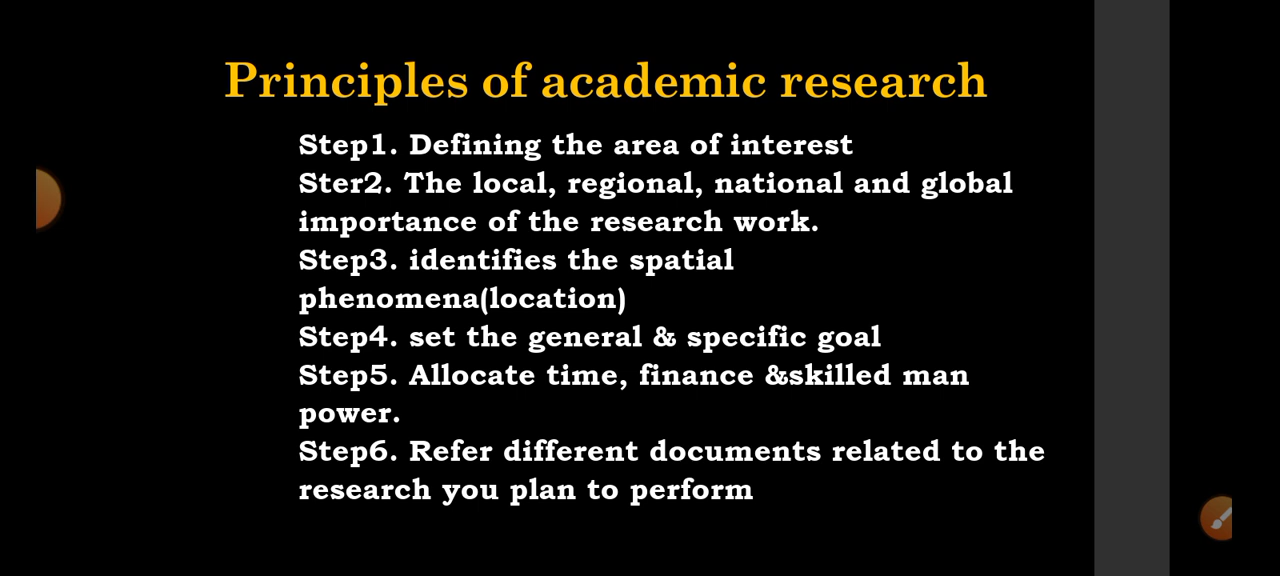 Principles of academic research
Step1. Defining the area of interest
Ster2. The local, regional, national and global
importance of the research work.
Step3. identifies the spatial
phenomena(location)
Step4. set the general & specific goal
Step5. Allocate time, finance &skilled man
power.
Step6. Refer different documents related to the
research you plan to perform